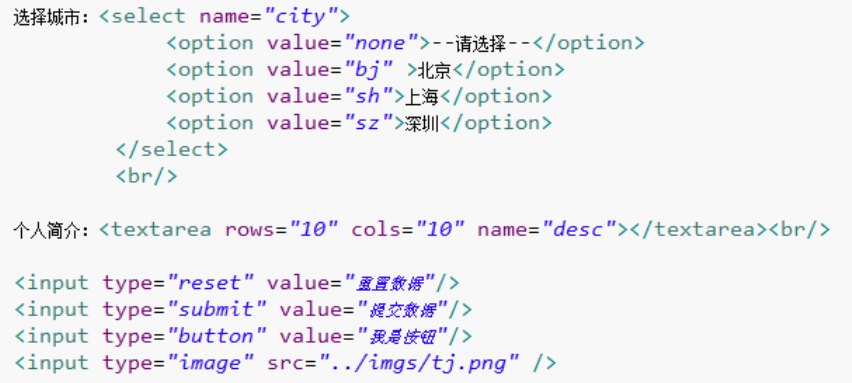 选择城市：<select name="city">
<option value="none">--请选择--</option>
<option value="bj" >北京</option>
<option value="sh">上海</option>
<option value="sz">深圳</option>
</select>
<br/>
个人简介：<textarea rows="10" cols="10" name="desc"></textarea><br/>
<input type="reset" value="重置数据"/>
<input type="submit" value="提交数据"/>
<input type="button" value="我是按钮"/>
<input type="image" src="../imgs/tj.png" />